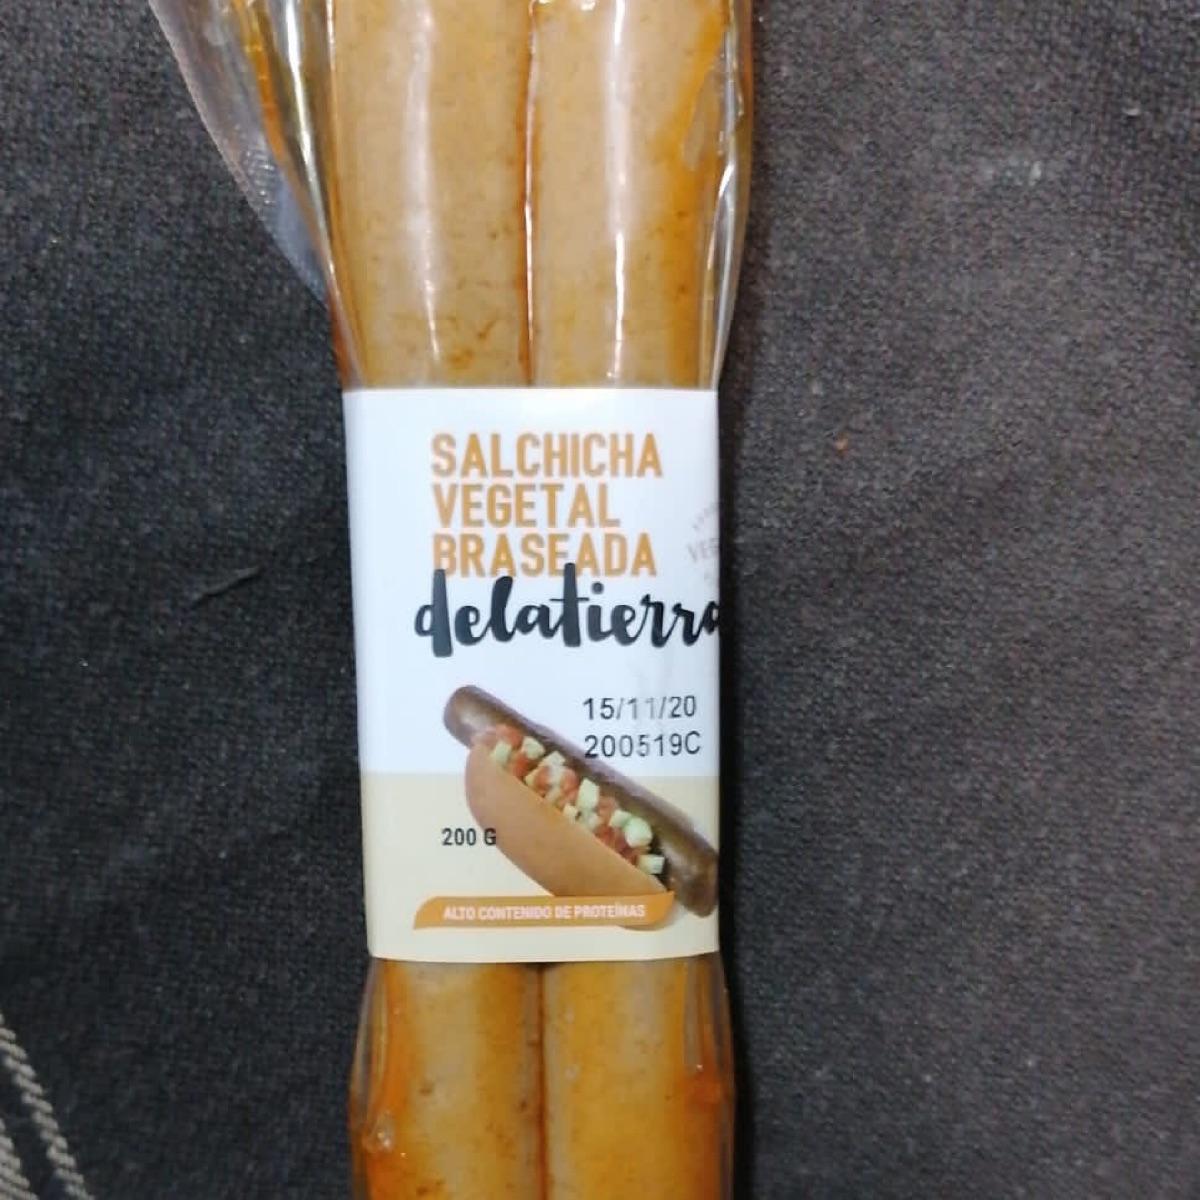 SALCHICHA
VEGETAL
BRASEADA
delatierra
15/11/20
200519C
200 G
ALTO CONTENIDO DE PROTEÍNAS